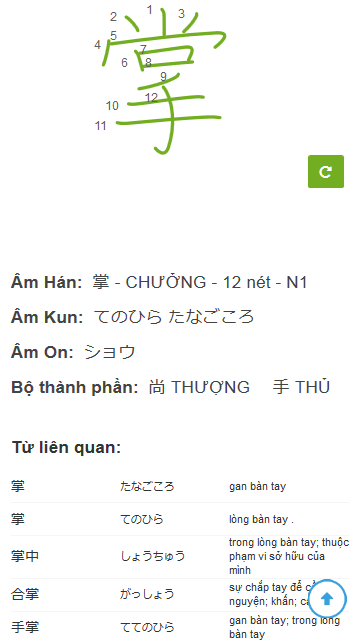 1
2 3
掌
4 5
7
6 8
9
12
10
11
Âm Hán: 掌 - CHƯỞNG - 12 nét - N1
Âm Kun: てのひら たなごころ
Âm On: ショウ
Bộ thành phần: 尚 THƯỢNG 手 THỦ
Từ liên quan:
掌 たなごころ gan bàn tay
掌 てのひら lòng bàn tay .
掌中 しょうちゅう trong lòng bàn tay; thuộc
phạm vi sở hữu của
mình
合掌 がっしょう sự chắp tay để
nguyện; khấn;
手掌 ててのひら gan bàn tay; trong lòng
bàn tay